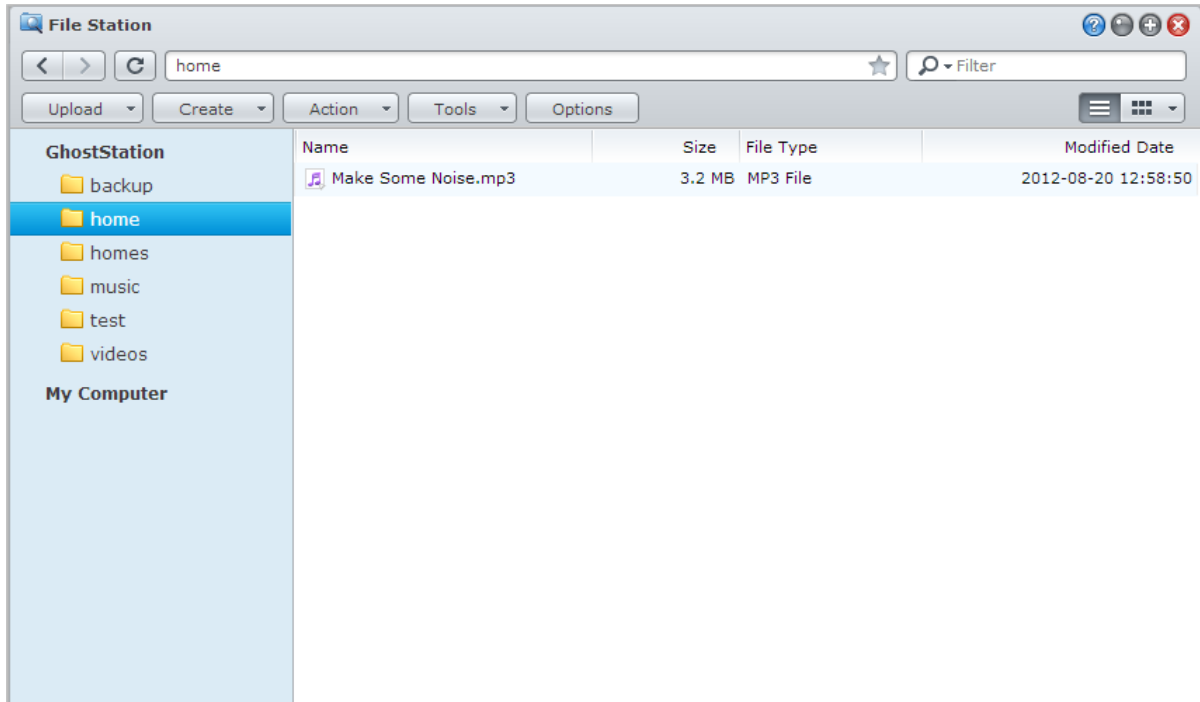 File Station
home
Filter
Upload Create Action Tools Options
GhostStation
backup
home
homes
music
test
videos
My Computer
Name Size File Type Modified Date
Make Some Noise.mp3 3.2 MB MP3 File 2012-08-20 12:58:50